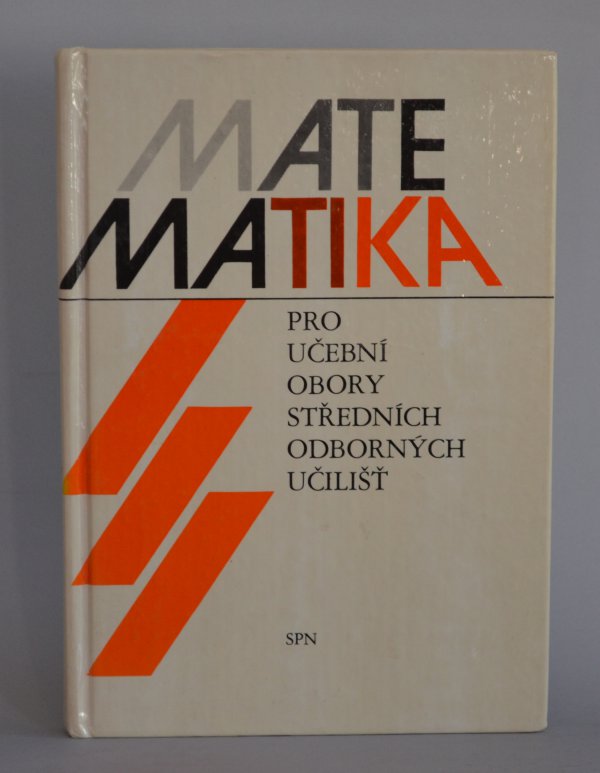 MATE
MATIKA
PRO
UČEBNÍ
OBORY
STŘEDNÍCH
ODBORNÝCH
UČILIŠŤ
SPN